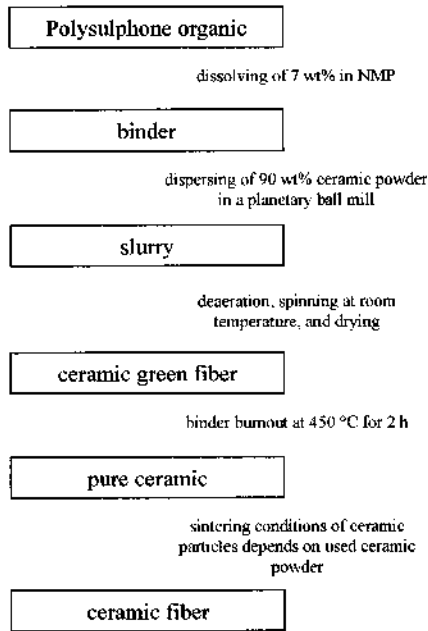 Polysulphone organic
dissolving of 7 wt% in NMP
binder
dispersing of 90 wt% ceramic powder
in a planetary ball mill
slurry
deaeration, spinning at room
temperature, and drying
ceramic green fiber
binder burnout at 450 °C for 2 h
pure ceramic
sintering conditions of ceramic
particles depends on used ceramic
powder
ceramic fiber